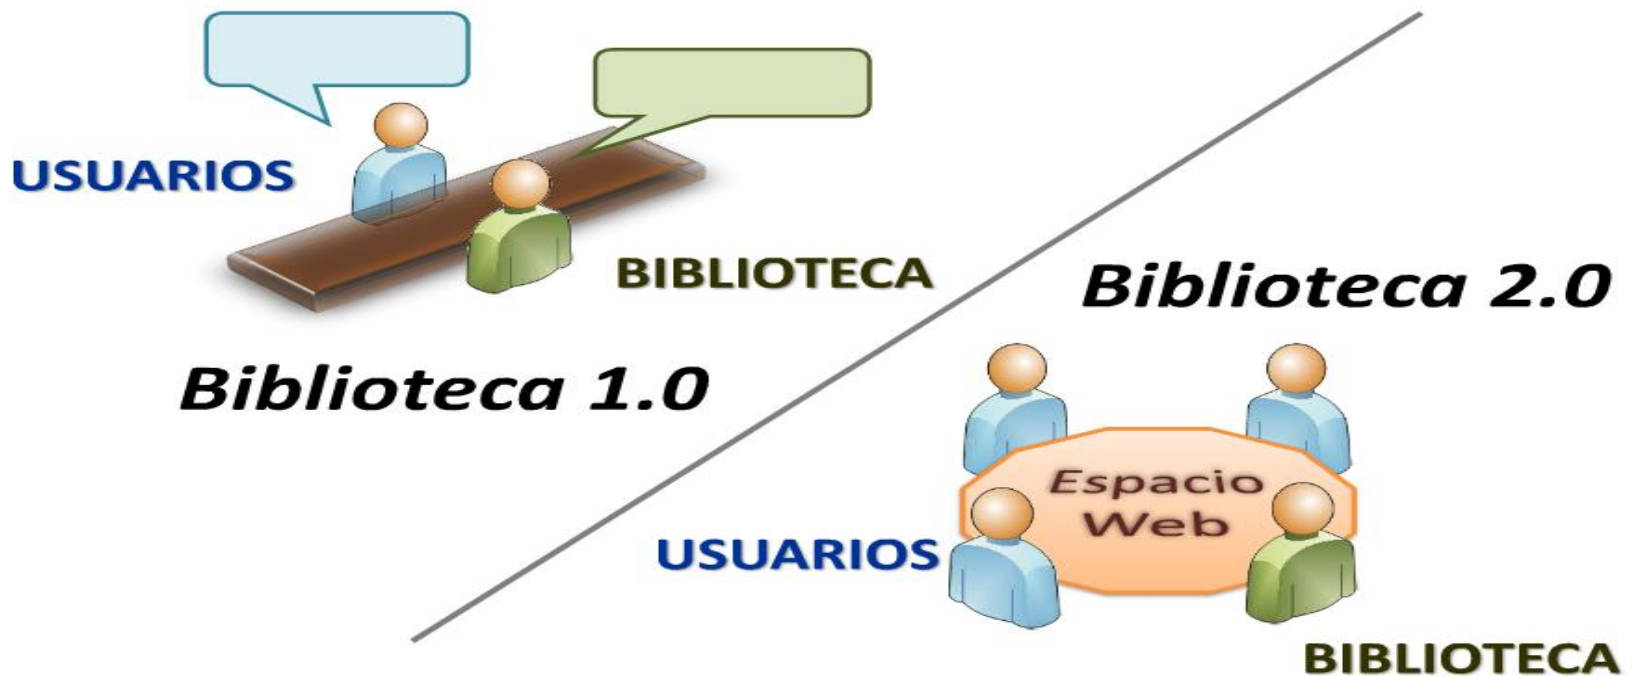 USUARIOS
BIBLIOTECA
Biblioteca 1.0
Biblioteca 2.0
Espacio
Web
USUARIOS
BIBLIOTECA